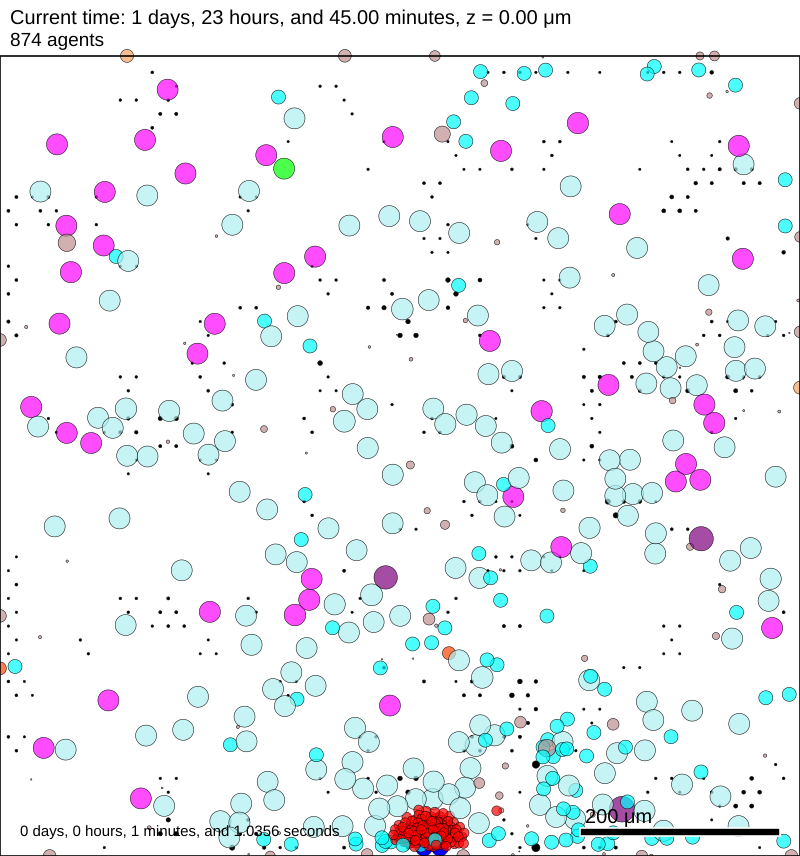 Current time: 1 days, 23 hours, and 45.00 minutes, z = 0.00 μm
874 agents
200 μm
0 days, 0 hours, 1 minutes, and 1.0356 seconds